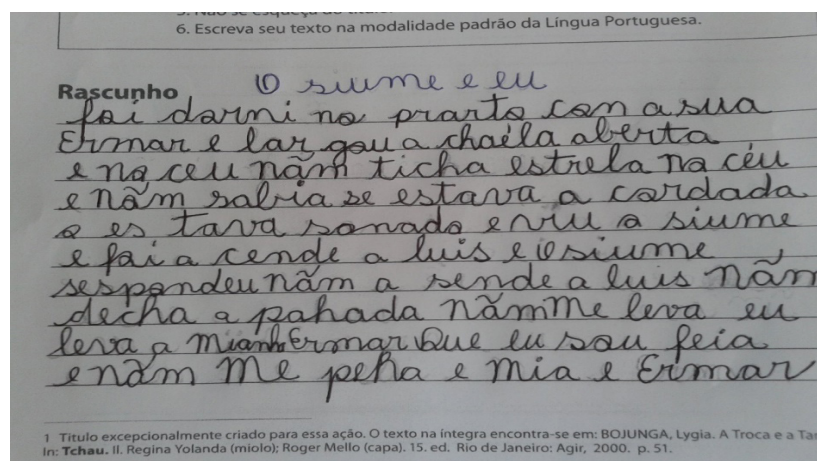 6. Escreva seu texto na modalidade padrão da Língua Portuguesa.
Rascunho O siume e eu
foi darmi no prarto com a sua
Ermar e lar gou a chaéla aberta
e no ceu nãm ticha estrela na céu
e nãm sabia se estava a cordada
o es tava sonado enviu o siume
e foi a cende a luis e o siume
sespondeu nãm a sende a luis nãm
decha a pahada nãm me leva eu
leva a mianh Ermar que eu sou feia
e nãm me peha e mia e Ermar
1 Título excepcionalmente criado para essa ação. O texto na íntegra encontra-se em: BOJUNGA, Lygia. A Troca e a Ta
In: Tchau. Il. Regina Yolanda (miolo); Roger Mello (capa). 15. ed. Rio de Janeiro: Agir, 2000. p. 51.